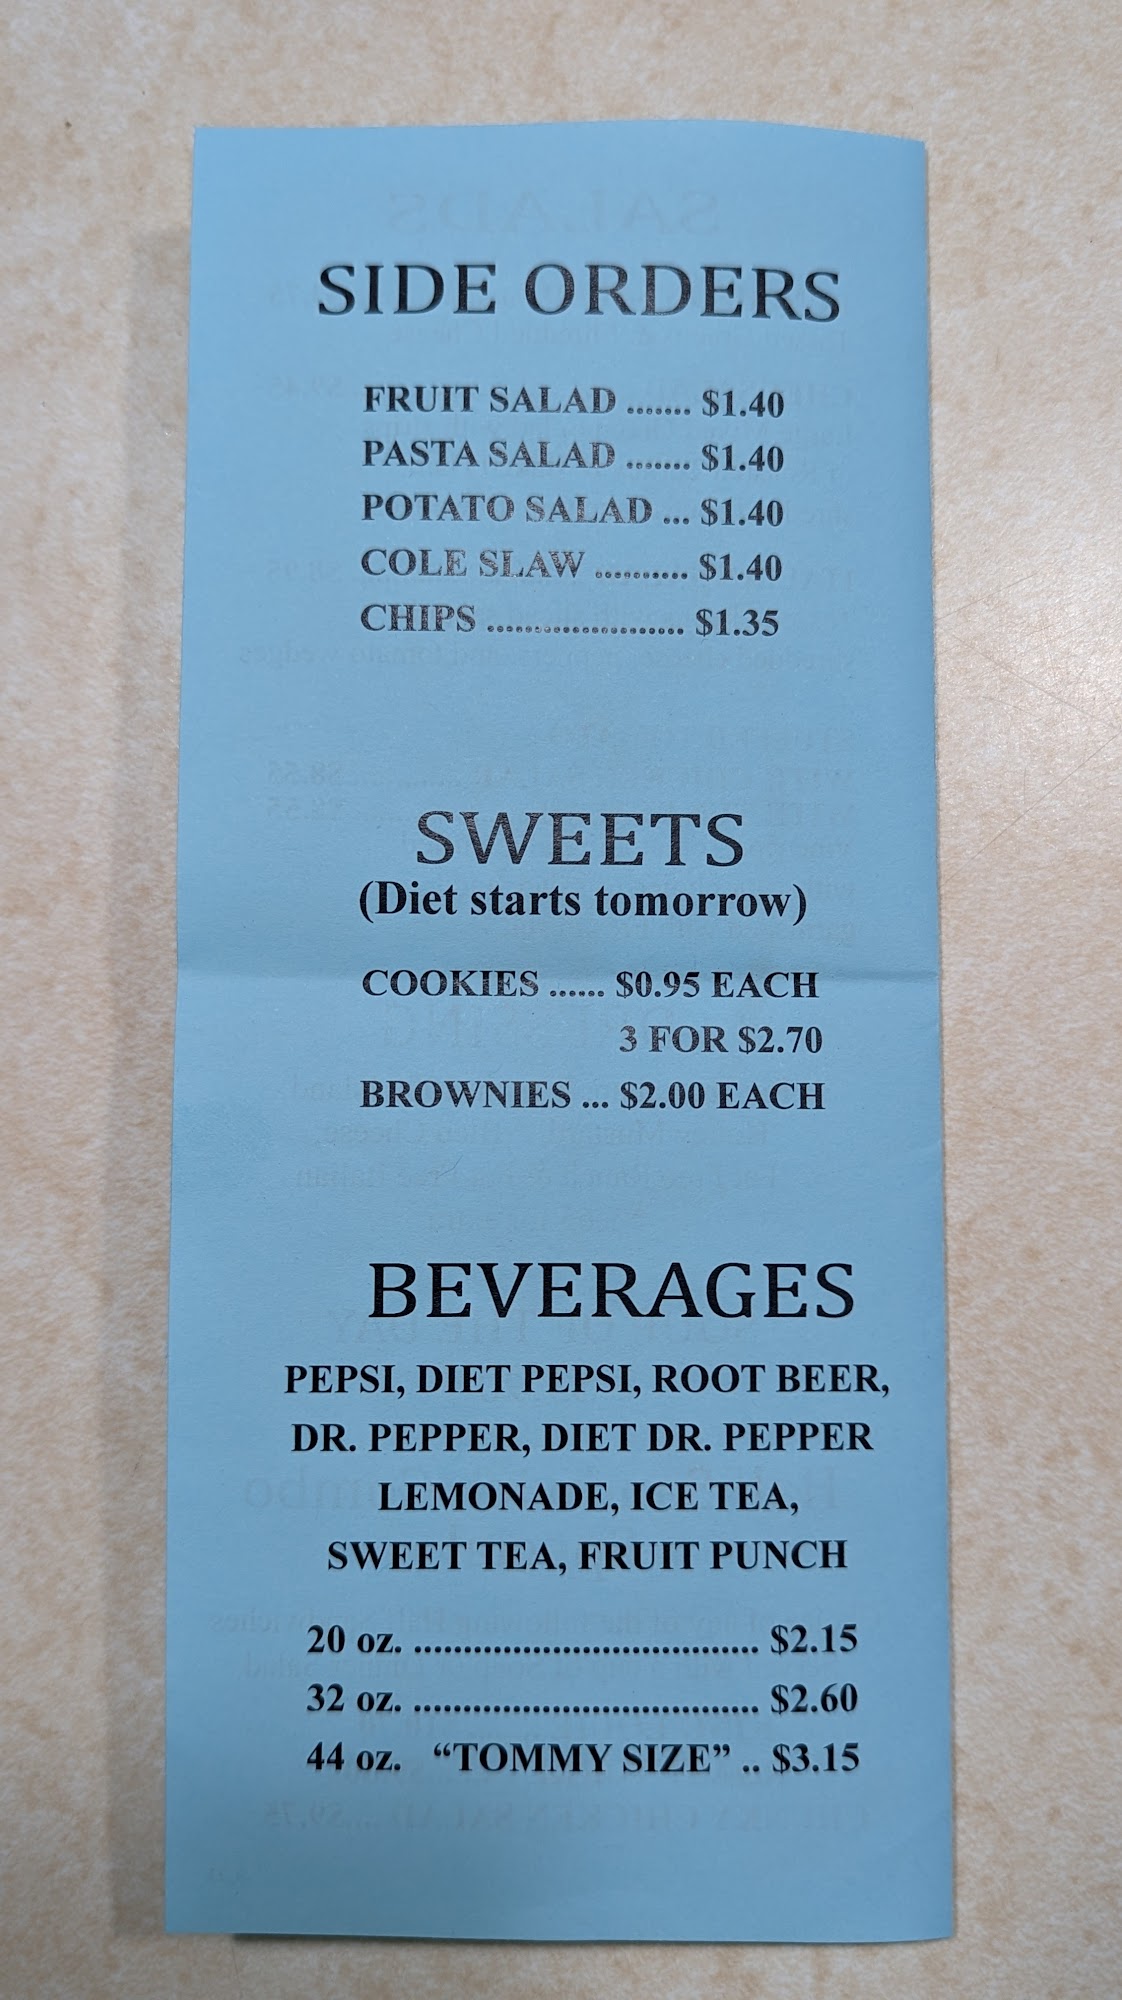 SIDE ORDERS
FRUIT SALAD ....... $1.40
PASTA SALAD ....... $1.40
POTATO SALAD ... $1.40
COLE SLAW .......... $1.40
CHIPS ..................... $1.35
SWEETS
(Diet starts tomorrow)
COOKIES ...... $0.95 EACH
3 FOR $2.70
BROWNIES ... $2.00 EACH
BEVERAGES
PEPSI, DIET PEPSI, ROOT BEER,
DR. PEPPER, DIET DR. PEPPER
LEMONADE, ICE TEA,
SWEET TEA, FRUIT PUNCH
20 oz. ................................... $2.15
32 oz. ................................... $2.60
44 oz. “TOMMY SIZE” .. $3.15